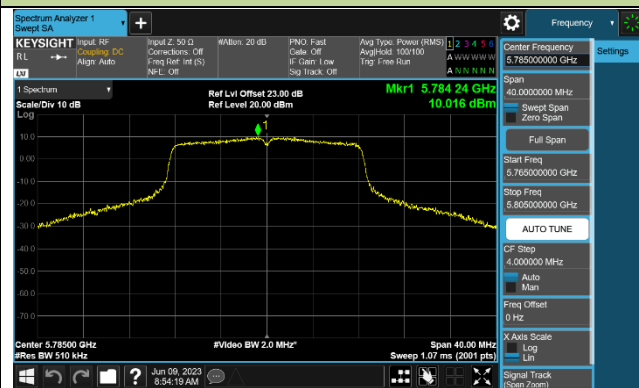 Spectrum Analyzer 1
Swept SA
Frequency
KEYSIGHT
RL
LXI
Input: RF
Coupling: DC
Align: Auto
Input Z: 50 Ω
Corrections: Off
Freq Ref: Int (S)
NFE: Off
#Atten: 20 dB
PNO: Fast
Gate: Off
IF Gain: Low
Sig Track: Off
Avg Type: Power (RMS)
Avg|Hold: 100/100
Trig: Free Run
1 2 3 4 5 6
A W W W W W
A N N N N N
1 Spectrum
Scale/Div 10 dB
Log
Ref Lvl Offset 23.00 dB
Ref Level 20.00 dBm
Mkr1 5.784 24 GHz
10.016 dBm
1
10.0
0.00
-10.0
-20.0
-30.0
-40.0
-50.0
-60.0
-70.0
Center 5.78500 GHz
#Res BW 510 kHz
#Video BW 2.0 MHz*
Span 40.00 MHz
Sweep 1.07 ms (2001 pts)
Center Frequency
5.785000000 GHz
Settings
Span
40.0000000 MHz
Swept Span
Zero Span
Full Span
Start Freq
5.765000000 GHz
Stop Freq
5.805000000 GHz
AUTO TUNE
CF Step
4.000000 MHz
Auto
Man
Freq Offset
0 Hz
X Axis Scale
Log
Lin
Signal Track
(Span Zoom)
?
Jun 09, 2023
8:54:19 AM